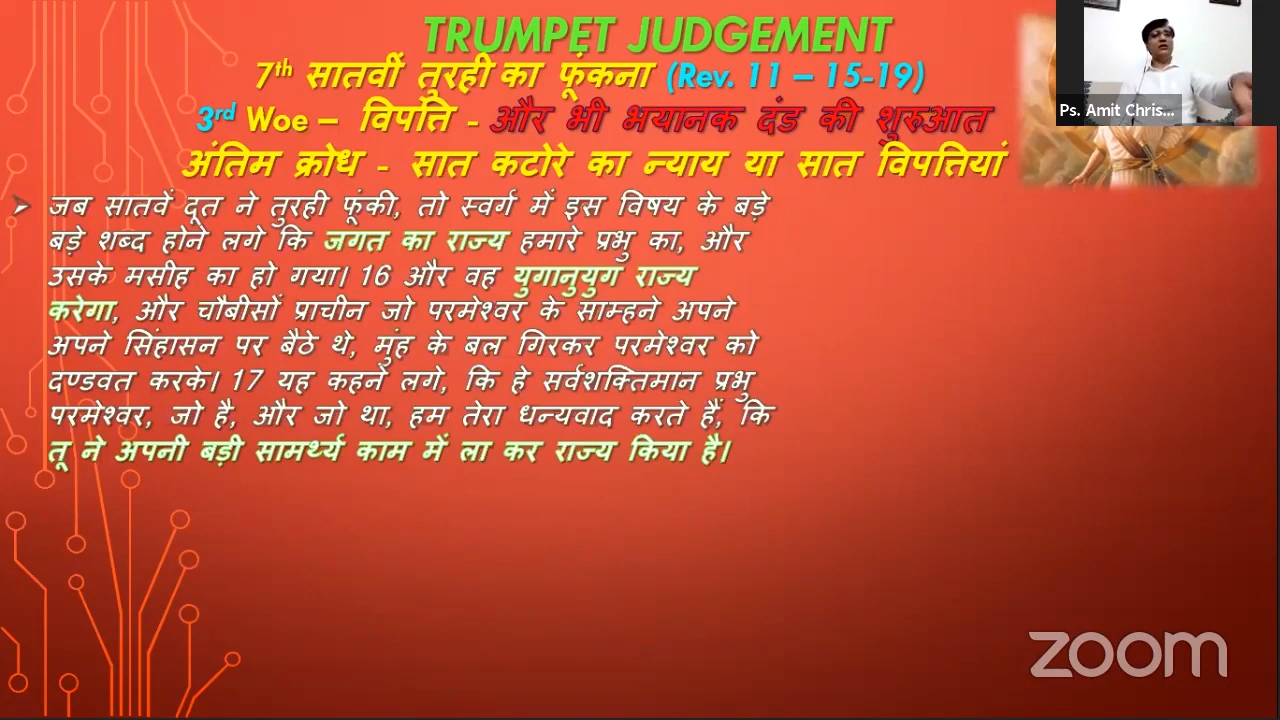 TRUMPET JUDGEMENT
7th सातवीं तुरही का फूंकना (Rev. 11 – 15-19)
3rd Woe – विपत्ति - और भी भयानक दंड की शुरुआत
अंतिम क्रोध - सात कटोरे का न्याय या सात विपत्तियां
जब सातवें दूत ने तुरही फूंकी, तो स्वर्ग में इस विषय के बड़े
बड़े शब्द होने लगे कि जगत का राज्य हमारे प्रभु का, और
उसके मसीह का हो गया। 16 और वह युगानुयुग राज्य
करेगा, और चौबीसों प्राचीन जो परमेश्वर के साम्हने अपने
अपने सिंहासन पर बैठे थे, मुंह के बल गिरकर परमेश्वर को
दण्डवत करके। 17 यह कहने लगे, कि हे सर्वशक्तिमान प्रभु
परमेश्वर, जो है, और जो था, हम तेरा धन्यवाद करते हैं, कि
तू ने अपनी बड़ी सामर्थ्य काम में ला कर राज्य किया है।
Ps. Amit Chris...
zoom